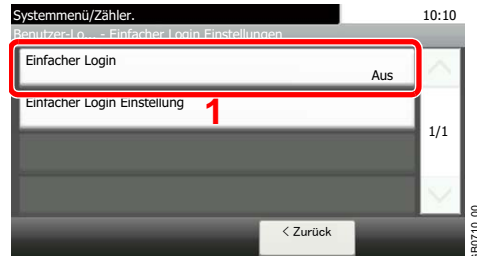 Systemmenü/Zähler.
10:10
Benutzer-Lo... - Einfacher Login Einstellungen
Einfacher Login
Aus
Einfacher Login Einstellung
1
1/1
< Zurück
GB0710_00